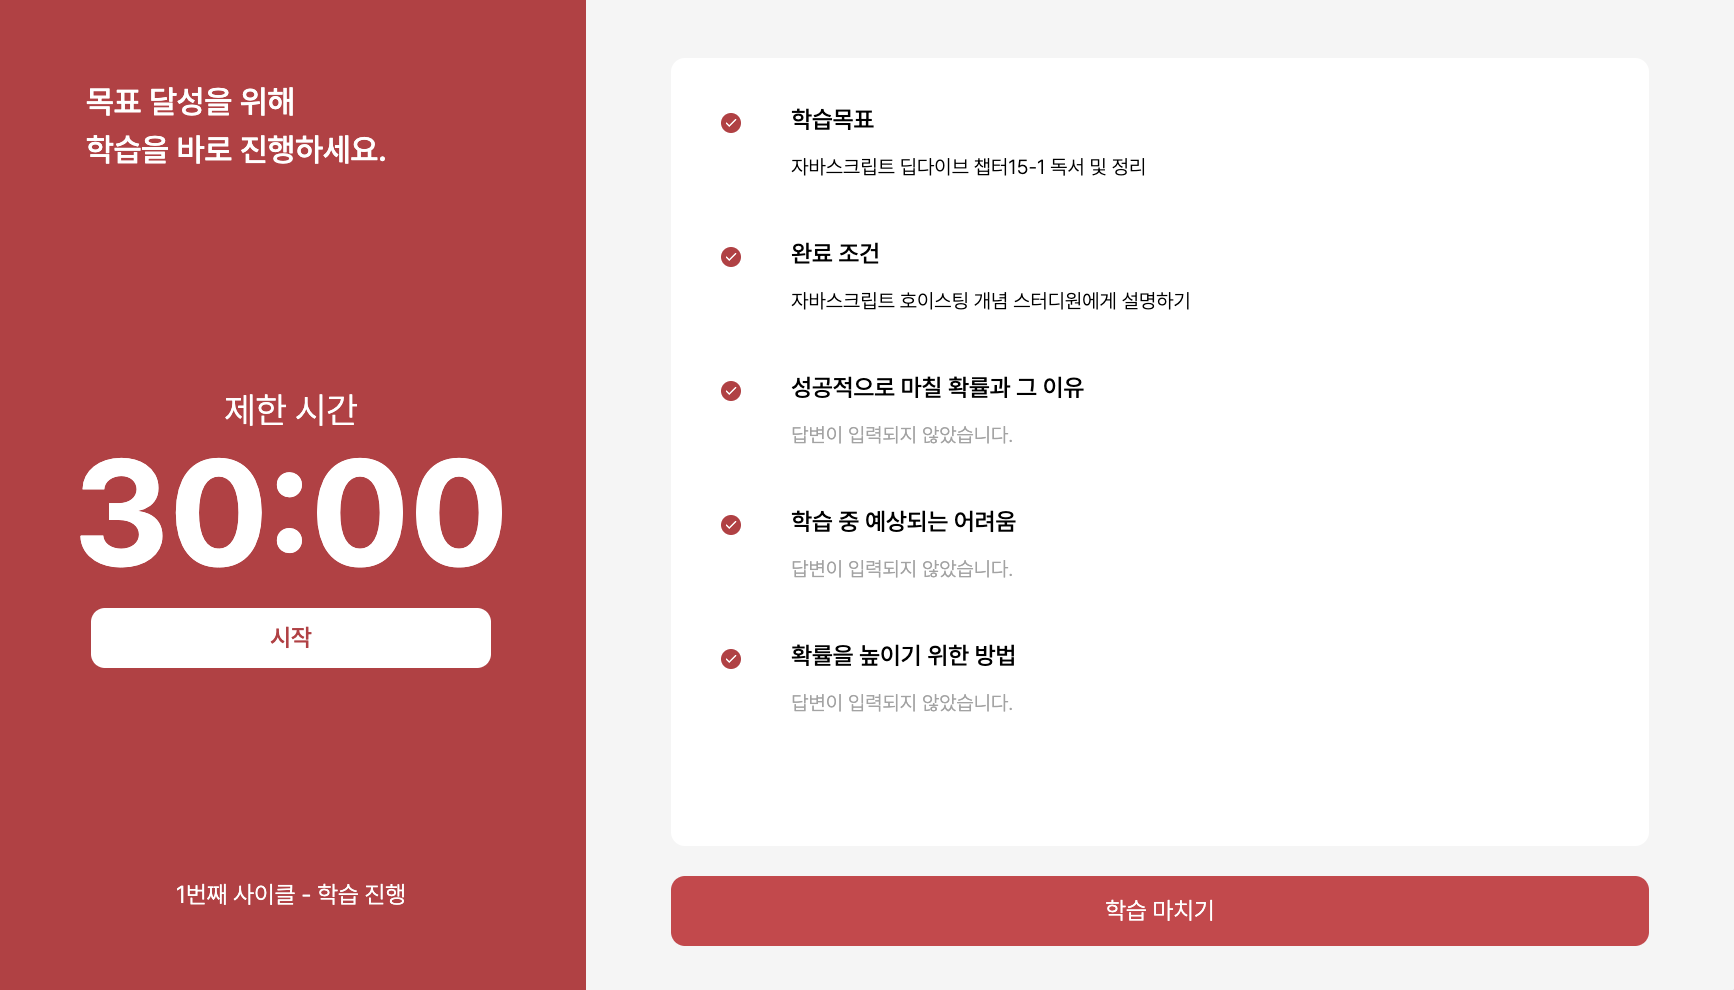 목표 달성을 위해
학습을 바로 진행하세요.
제한 시간
30:00
시작
1번째 사이클 - 학습 진행
학습목표
자바스크립트 딥다이브 챕터15-1 독서 및 정리
완료 조건
자바스크립트 호이스팅 개념 스터디원에게 설명하기
성공적으로 마칠 확률과 그 이유
답변이 입력되지 않았습니다.
학습 중 예상되는 어려움
답변이 입력되지 않았습니다.
확률을 높이기 위한 방법
답변이 입력되지 않았습니다.
학습 마치기